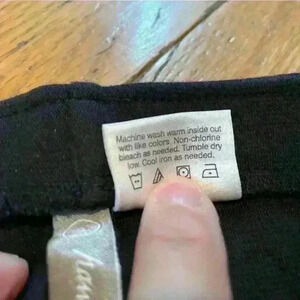 Machine wash warm inside out
with like colors. Non-chlorine
bleach as needed. Tumble dry
low. Cool iron as needed.